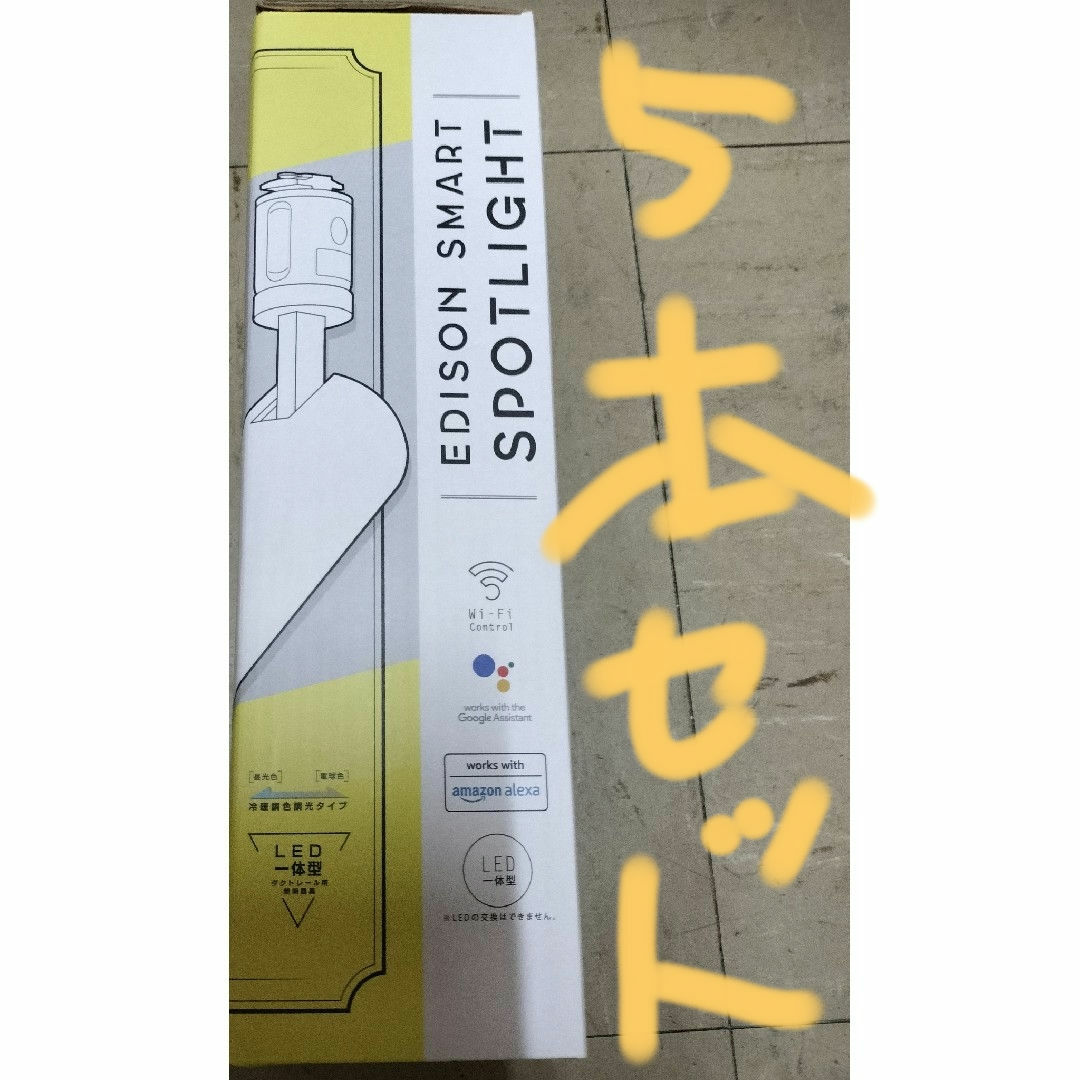 EDISON SMART
SPOTLIGHT
Wi-Fi
Control
works with the
Google Assistant
works with
amazon alexa
LED
一体型
※LEDの交換はできません。
昼光色
電球色
冷暖調色調光タイプ
LED
一体型
ダクトレール用
照明器具
5本セット